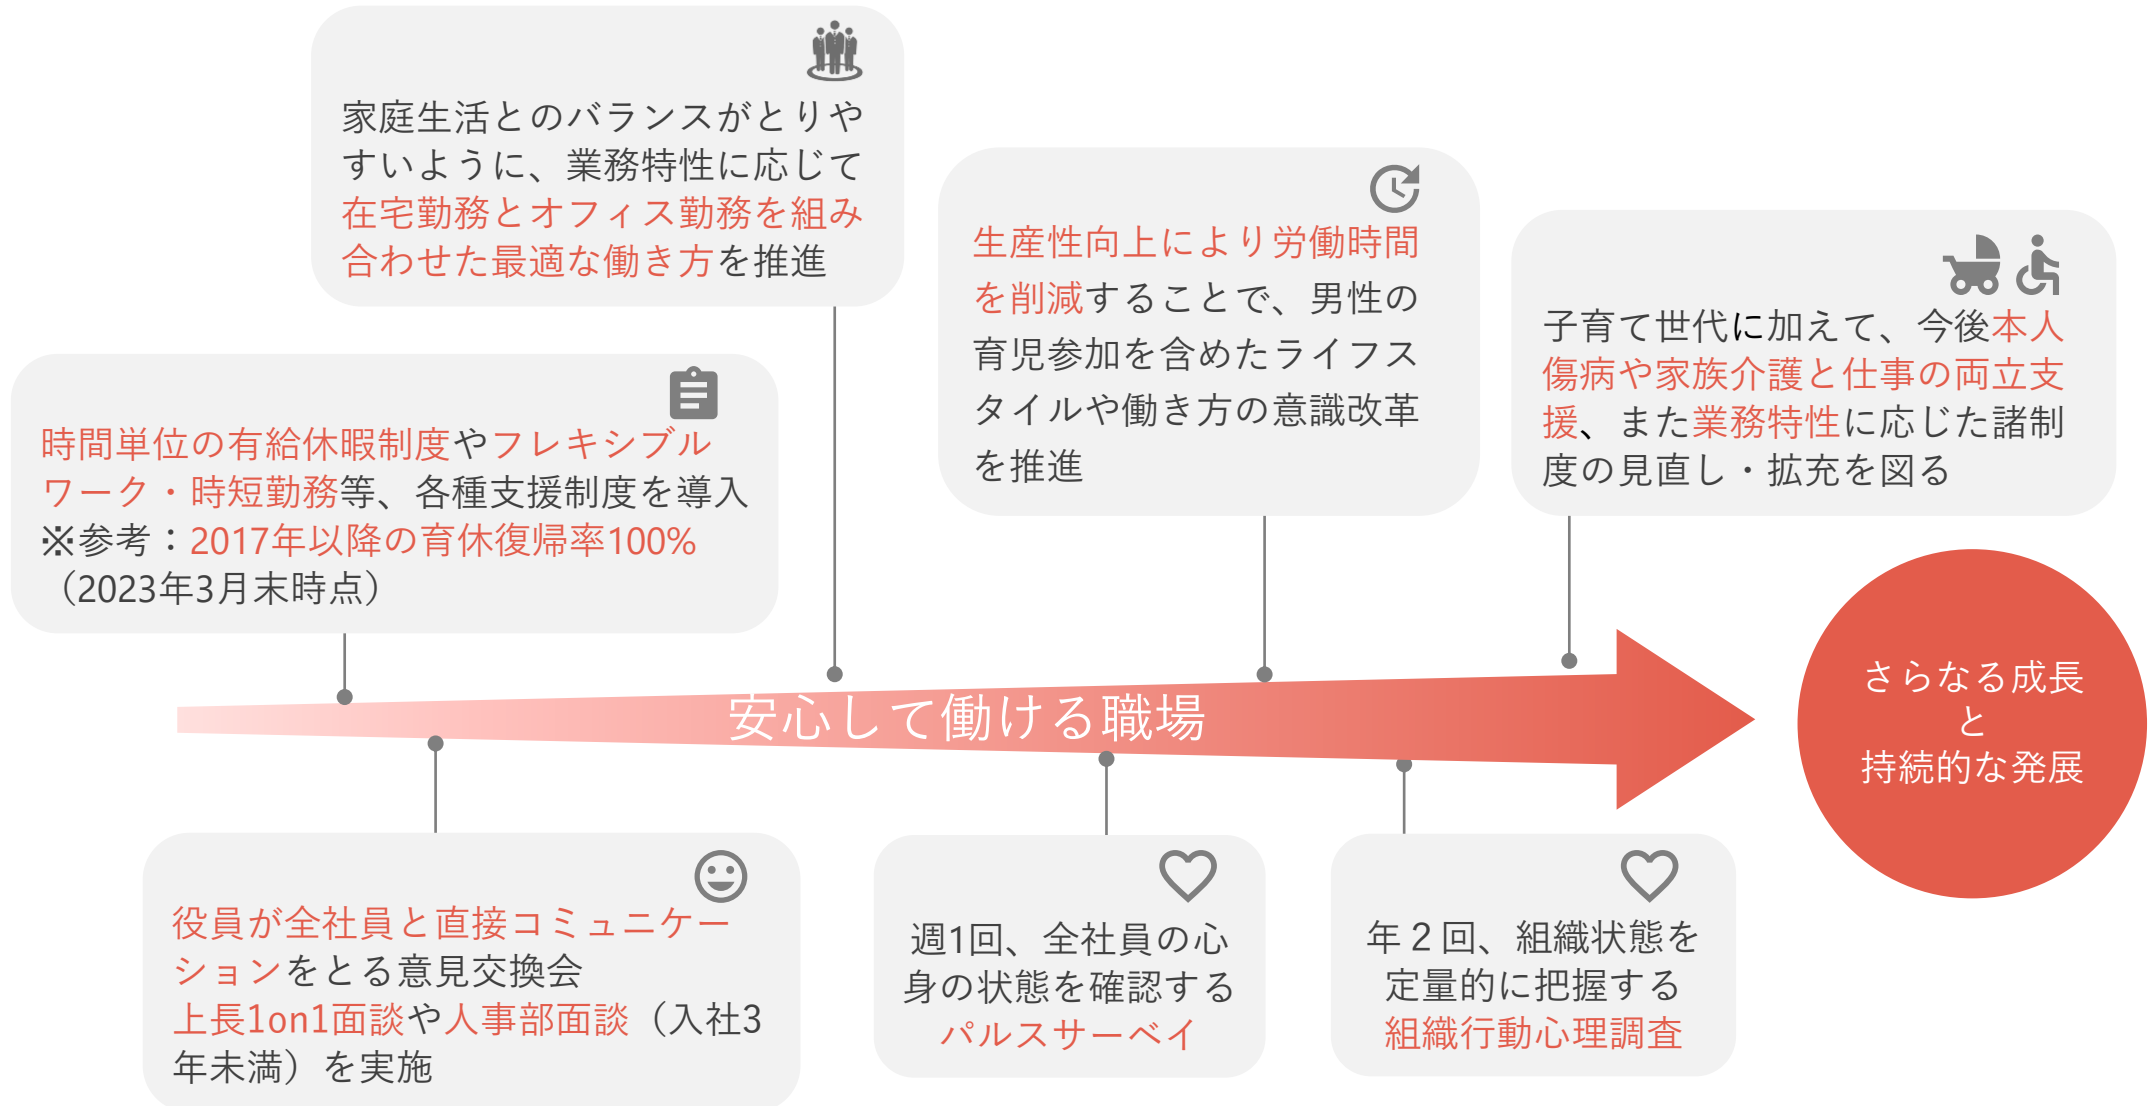 家庭生活とのバランスがとりや
すいように、業務特性に応じて
在宅勤務とオフィス勤務を組み
合わせた最適な働き方を推進
時間単位の有給休暇制度やフレキシブル
ワーク・時短勤務等、各種支援制度を導入
※参考：2017年以降の育休復帰率100%
（2023年3月末時点）
生産性向上により労働時間
を削減することで、男性の
育児参加を含めたライフス
タイルや働き方の意識改革
を推進
子育て世代に加えて、今後本人
傷病や家族介護と仕事の両立支
援、また業務特性に応じた諸制
度の見直し・拡充を図る
安心して働ける職場
さらなる成長
と
持続的な発展
役員が全社員と直接コミュニケー
ションをとる意見交換会
上長1on1面談や人事部面談（入社3
年未満）を実施
週1回、全社員の心
身の状態を確認する
パルスサーベイ
年２回、組織状態を
定量的に把握する
組織行動心理調査